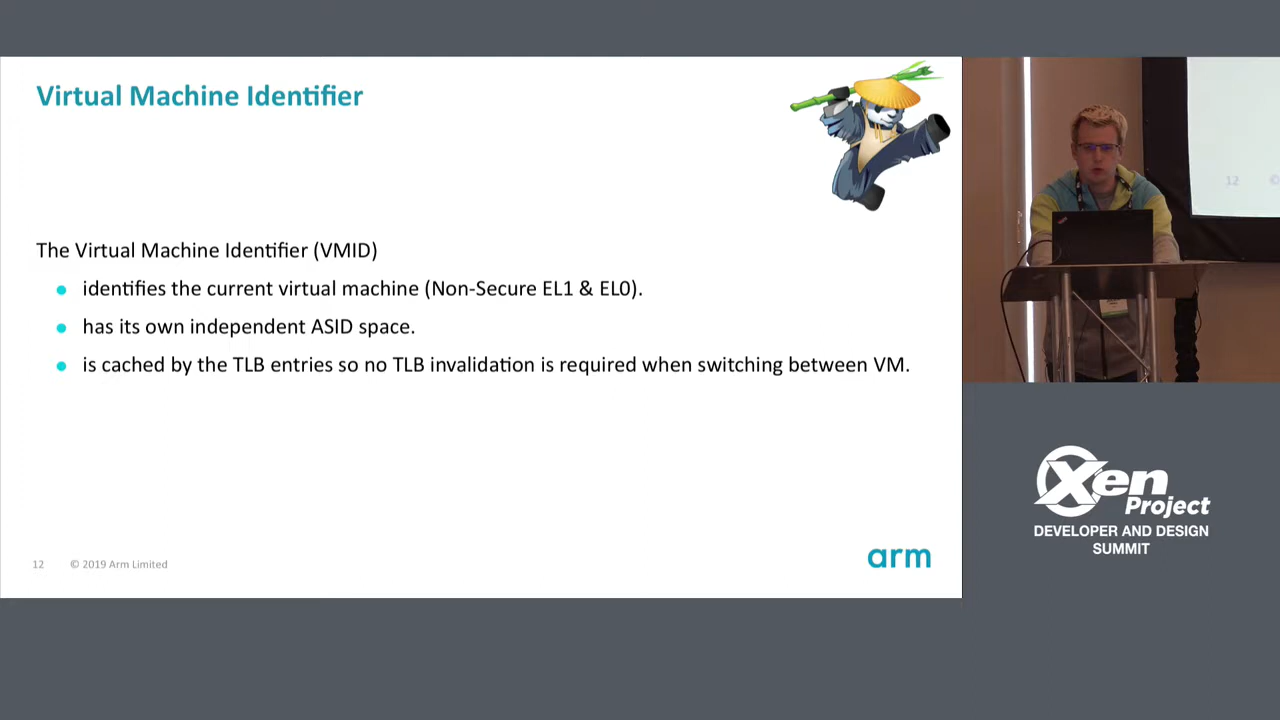 Virtual Machine Identifier
The Virtual Machine Identifier (VMID)
identifies the current virtual machine (Non-Secure EL1 & EL0).
has its own independent ASID space.
is cached by the TLB entries so no TLB invalidation is required when switching between VM.
12 © 2019 Arm Limited
arm
12 ©
Xen
Project
DEVELOPER AND DESIGN
SUMMIT